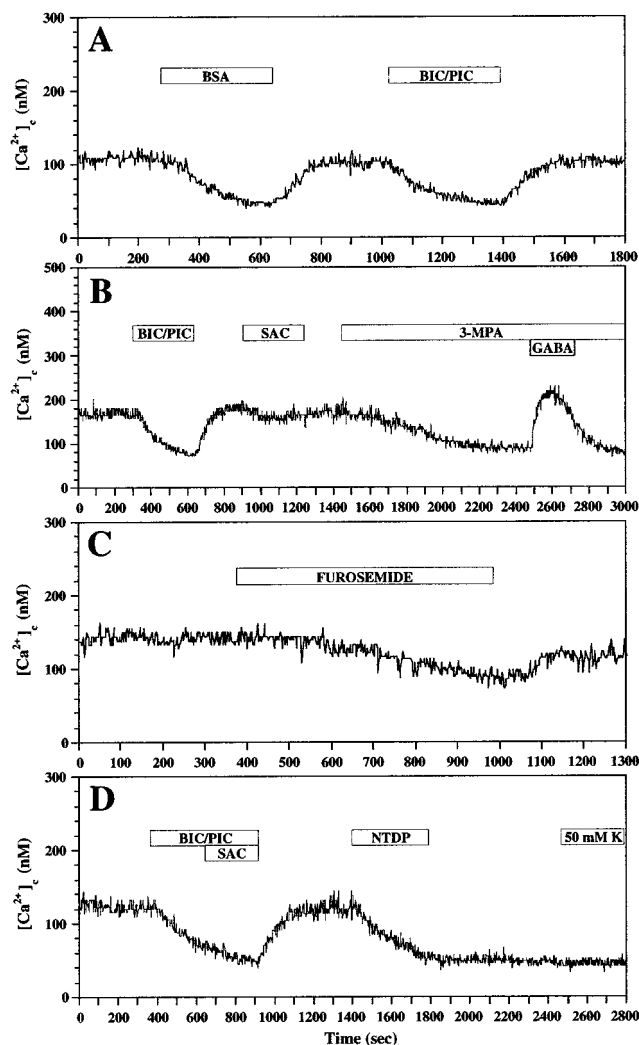 A
[Ca²⁺]c (nM)
300
200
100
0
BSA
BIC/PIC
0 200 400 600 800 1000 1200 1400 1600 1800
B
[Ca²⁺]c (nM)
500
400
300
200
100
0
BIC/PIC
SAC
3-MPA
GABA
0 200 400 600 800 1000 1200 1400 1600 1800 2000 2200 2400 2600 2800 3000
C
[Ca²⁺]c (nM)
300
200
100
0
FUROSEMIDE
0 100 200 300 400 500 600 700 800 900 1000 1100 1200 1300
D
[Ca²⁺]c (nM)
300
200
100
0
BIC/PIC
SAC
NTDP
50 mM K
0 200 400 600 800 1000 1200 1400 1600 1800 2000 2200 2400 2600 2800
Time (sec)